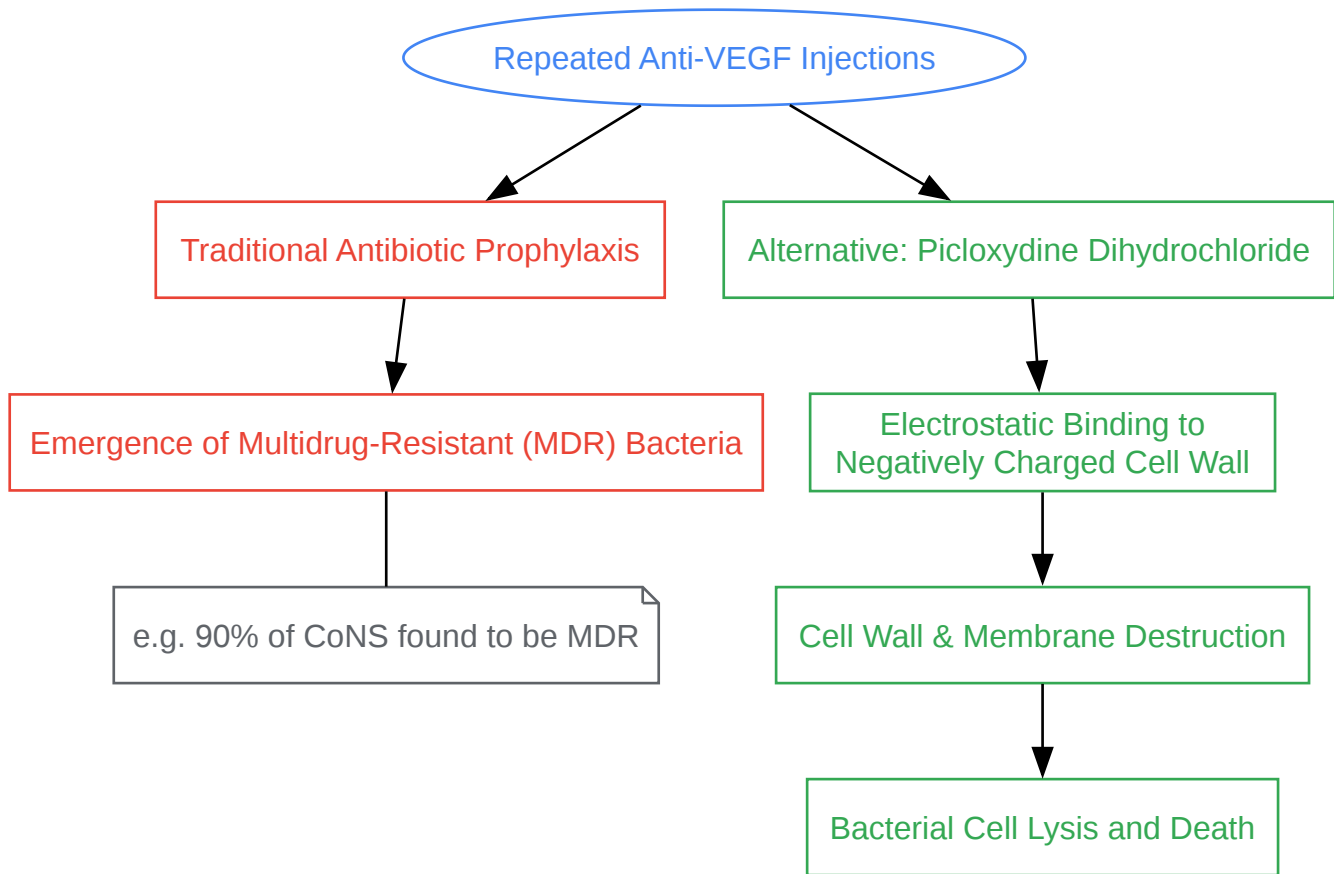 Repeated Anti-VEGF Injections
Traditional Antibiotic Prophylaxis
Alternative: Picloxydine Dihydrochloride
Emergence of Multidrug-Resistant (MDR) Bacteria
Electrostatic Binding to
Negatively Charged Cell Wall
e.g. 90% of CoNS found to be MDR
Cell Wall & Membrane Destruction
Bacterial Cell Lysis and Death